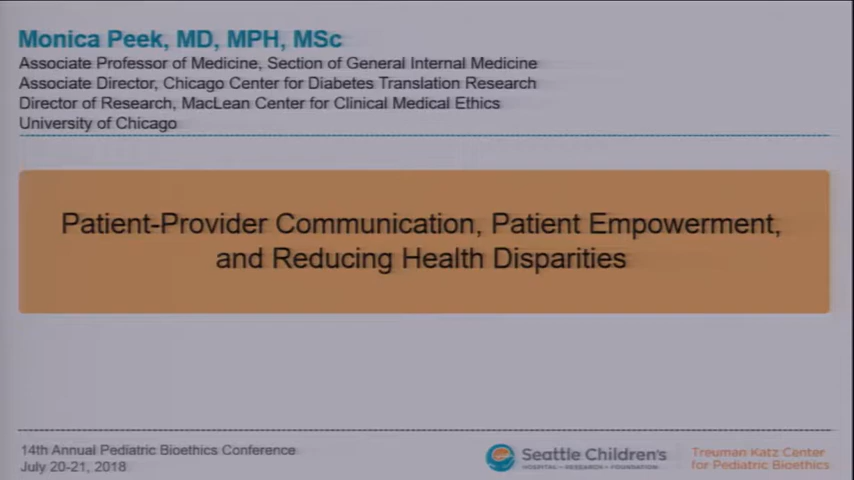 Monica Peek, MD, MPH, MSc
Associate Professor of Medicine, Section of General Internal Medicine
Associate Director, Chicago Center for Diabetes Translation Research
Director of Research, MacLean Center for Clinical Medical Ethics
University of Chicago
Patient-Provider Communication, Patient Empowerment,
and Reducing Health Disparities
14th Annual Pediatric Bioethics Conference
July 20-21, 2018
Seattle Children's
HOSPITAL • RESEARCH • FOUNDATION
Treuman Katz Center
for Pediatric Bioethics